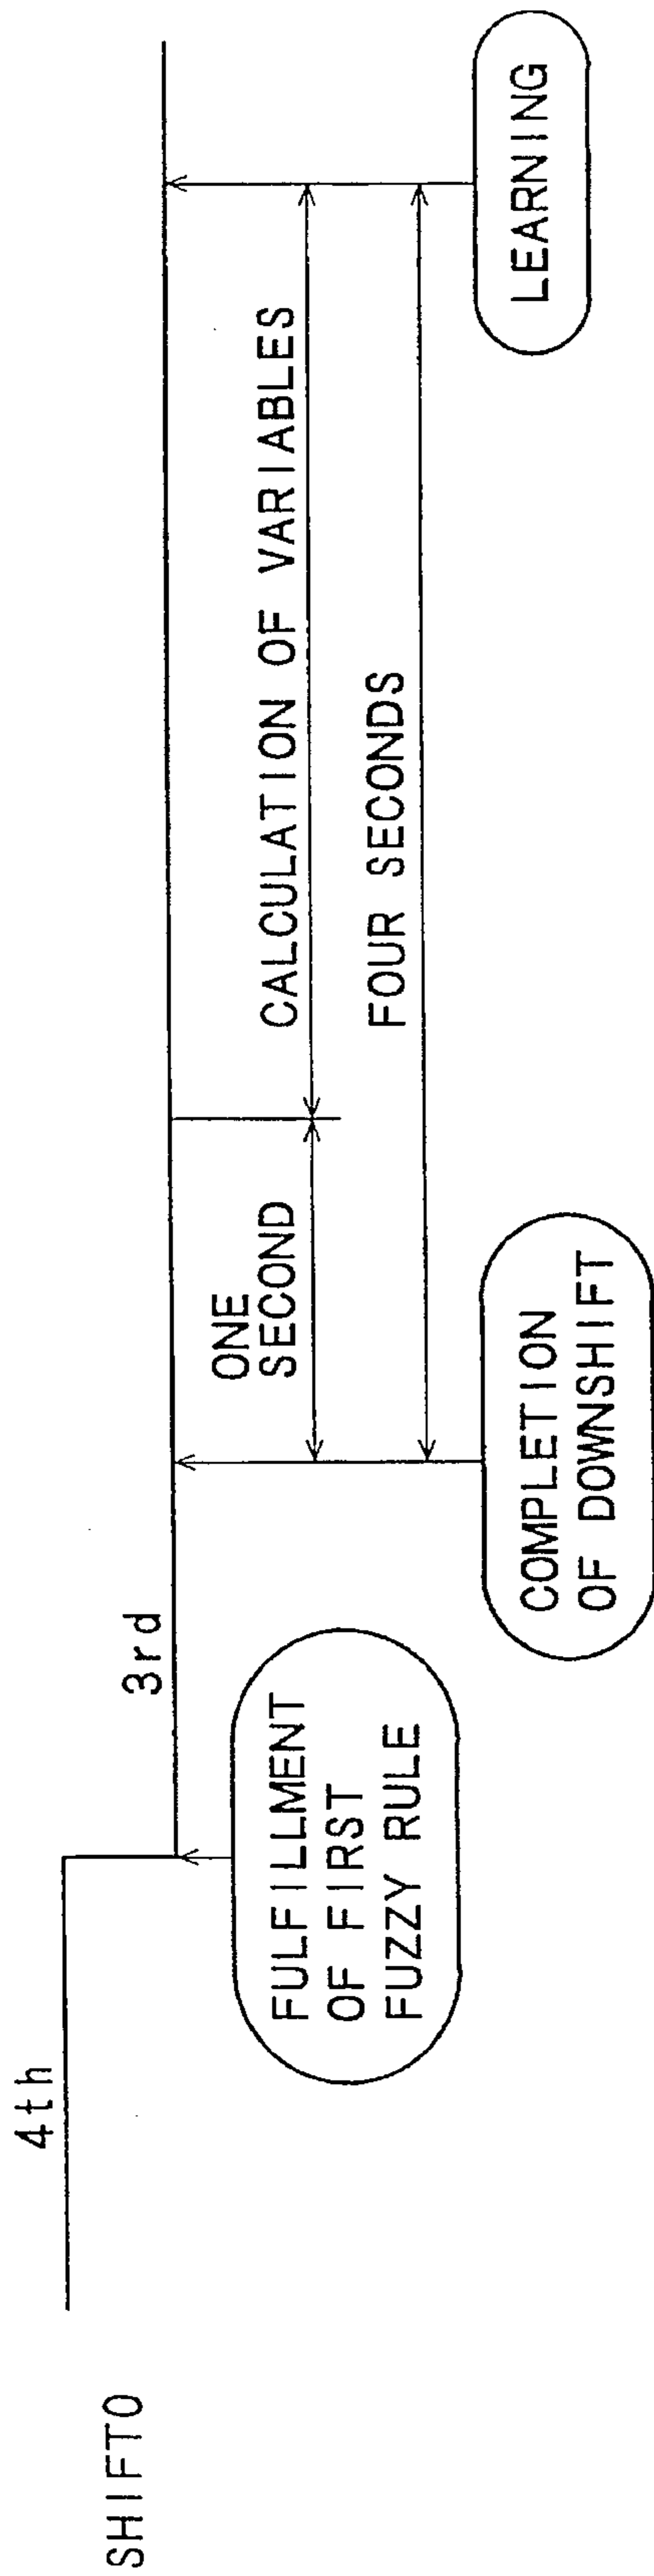 SHIFTO
4th
3rd
FULFILLMENT
OF FIRST
FUZZY RULE
COMPLETION
OF DOWNSHIFT
ONE
SECOND
CALCULATION OF VARIABLES
FOUR SECONDS
LEARNING